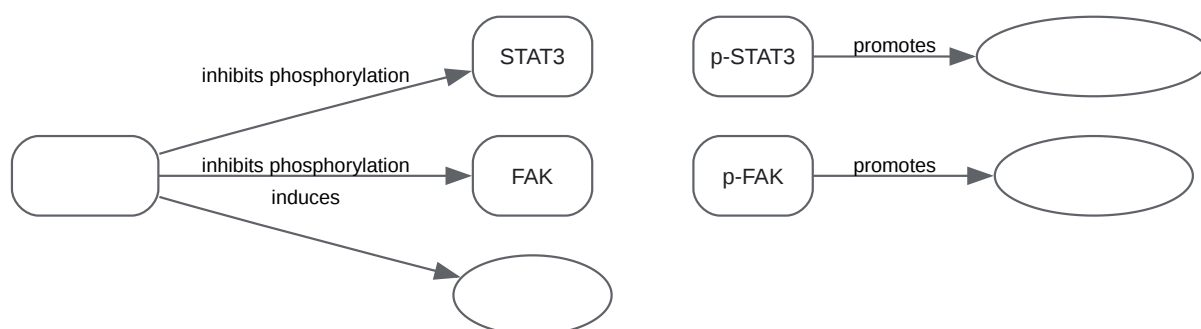 STAT3
p-STAT3
promotes
inhibits phosphorylation
inhibits phosphorylation
FAK
p-FAK
promotes
induces